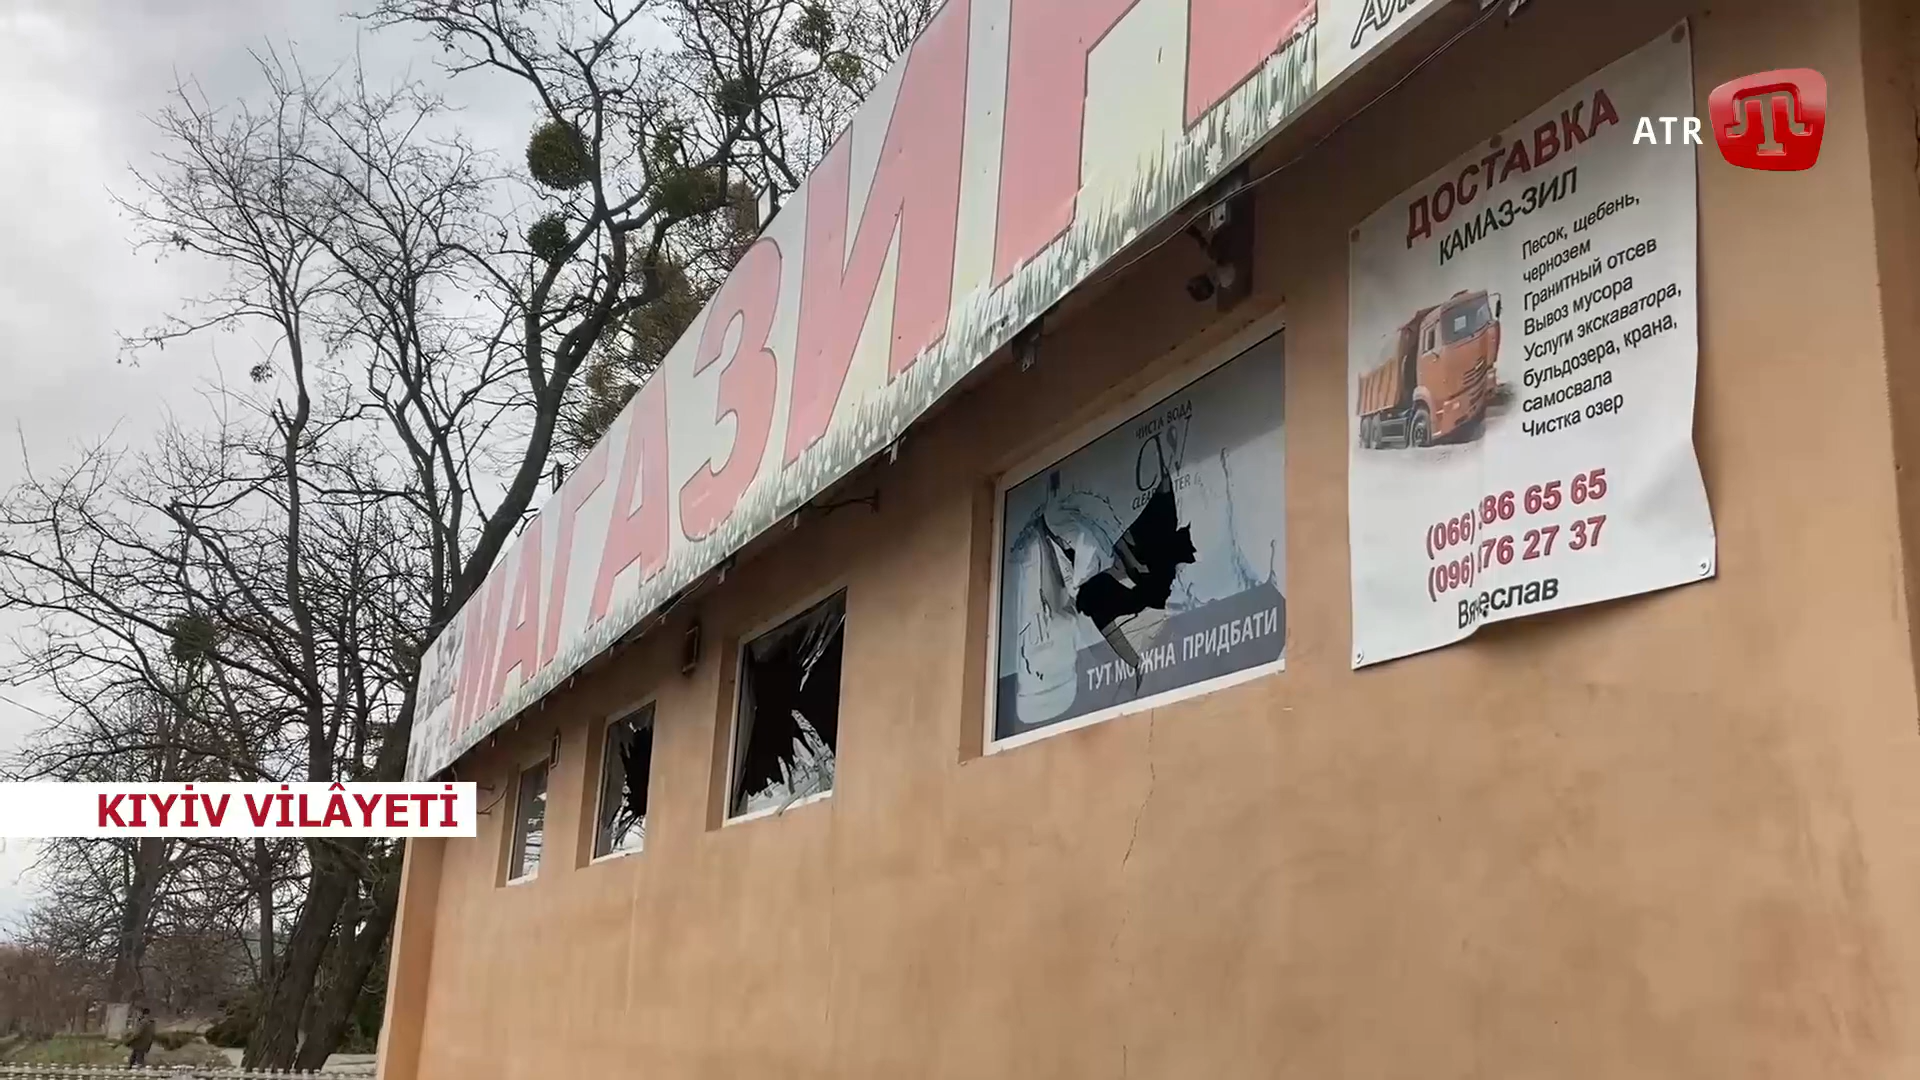 МАГАЗИН
ATR
ДОСТАВКА
КАМАЗ-ЗИЛ
Песок, щебень,
чернозем
Гранитный отсев
Вывоз мусора
Услуги экскаватора,
бульдозера, крана,
самосвала
Чистка озер
(066) 86 65 65
(096) 76 27 37
Вячеслав
ЧИСТА ВОДА
CW
ТУТ МОЖНА ПРИДБАТИ
KIYİV VİLÂYETİ